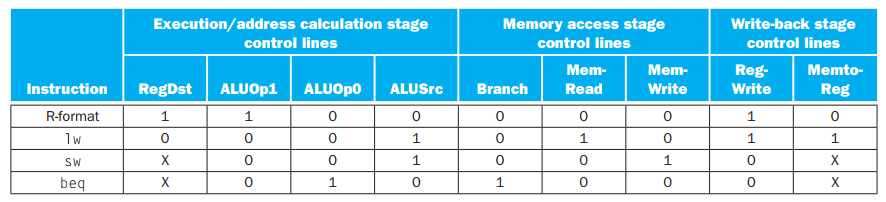 Execution/address calculation stage control lines Memory access stage control lines Write-back stage control lines
Instruction RegDst ALUOp1 ALUOp0 ALUSrc Branch Mem-Read Mem-Write Reg-Write Memto-Reg
R-format 1 1 0 0 0 0 0 1 0
lw 0 0 0 1 0 1 0 1 1
sw X 0 0 1 0 0 1 0 X
beq X 0 1 0 1 0 0 0 X